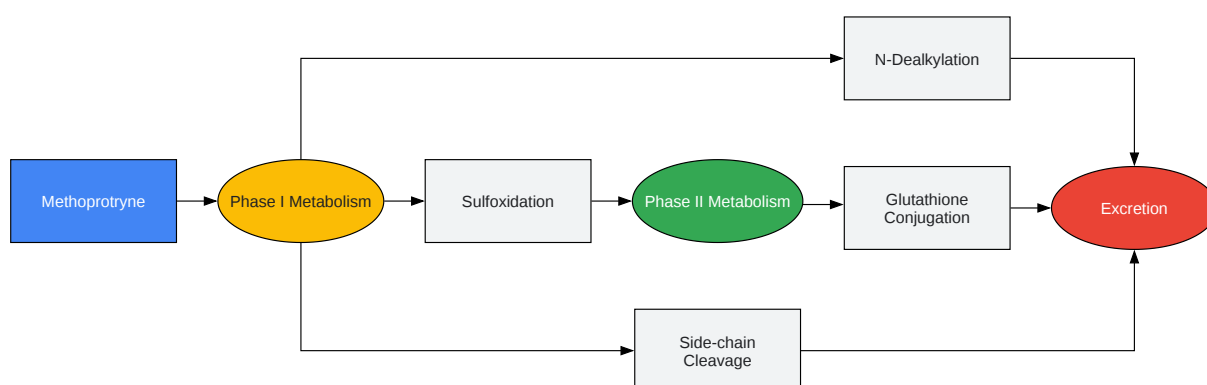 N-Dealkylation
Methoprotryne
Phase I Metabolism
Sulfoxidation
Phase II Metabolism
Glutathione
Conjugation
Excretion
Side-chain
Cleavage